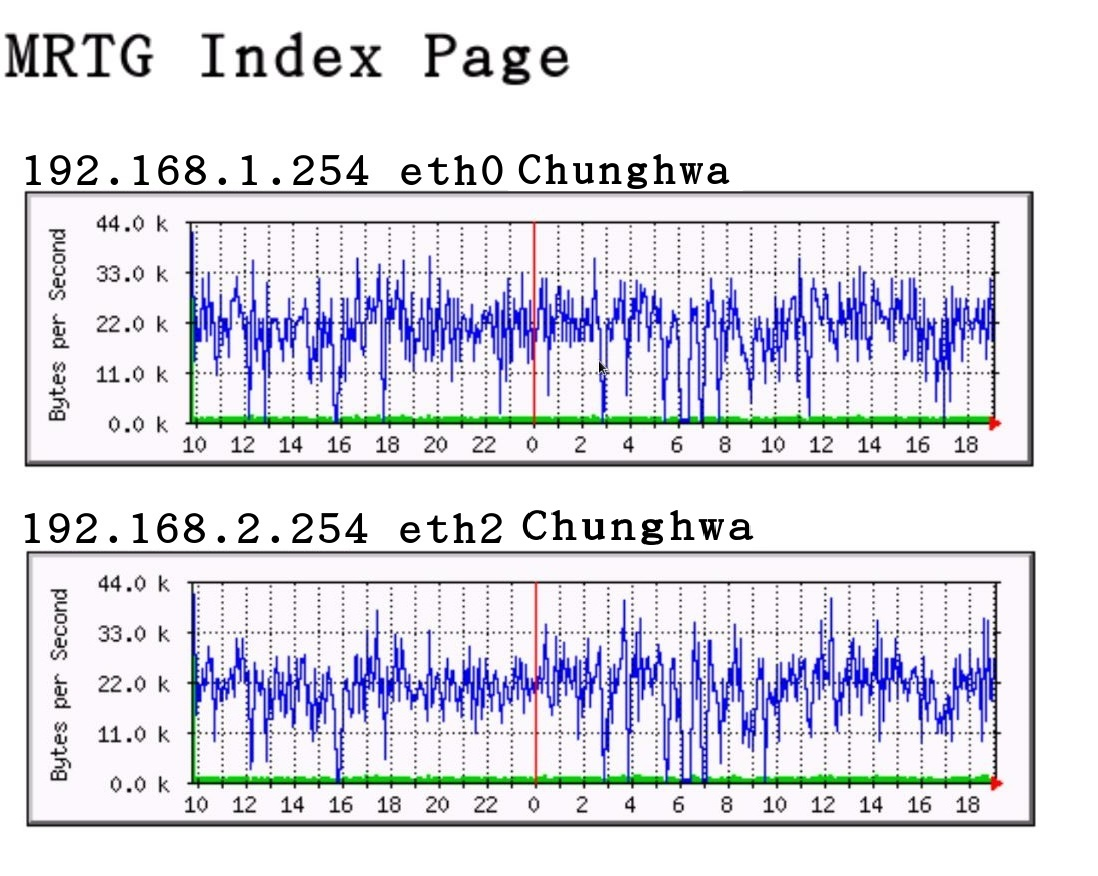 MRTG Index Page
192.168.1.254 eth0 Chunghwa
Bytes per Second
44.0 k
33.0 k
22.0 k
11.0 k
0.0 k
10 12 14 16 18 20 22 0 2 4 6 8 10 12 14 16 18
192.168.2.254 eth2 Chunghwa
Bytes per Second
44.0 k
33.0 k
22.0 k
11.0 k
0.0 k
10 12 14 16 18 20 22 0 2 4 6 8 10 12 14 16 18